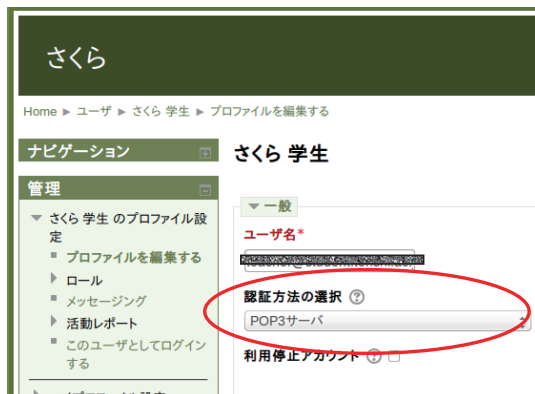 さくら
Home ► ユーザ ► さくら 学生 ► プロファイルを編集する
ナビゲーション
管理
さくら 学生 のプロファイル設
定
プロファイルを編集する
ロール
メッセージング
活動レポート
このユーザとしてログイン
する
さくら 学生
一般
ユーザ名*
認証方法の選択 ?
POP3サーバ
利用停止アカウント ?